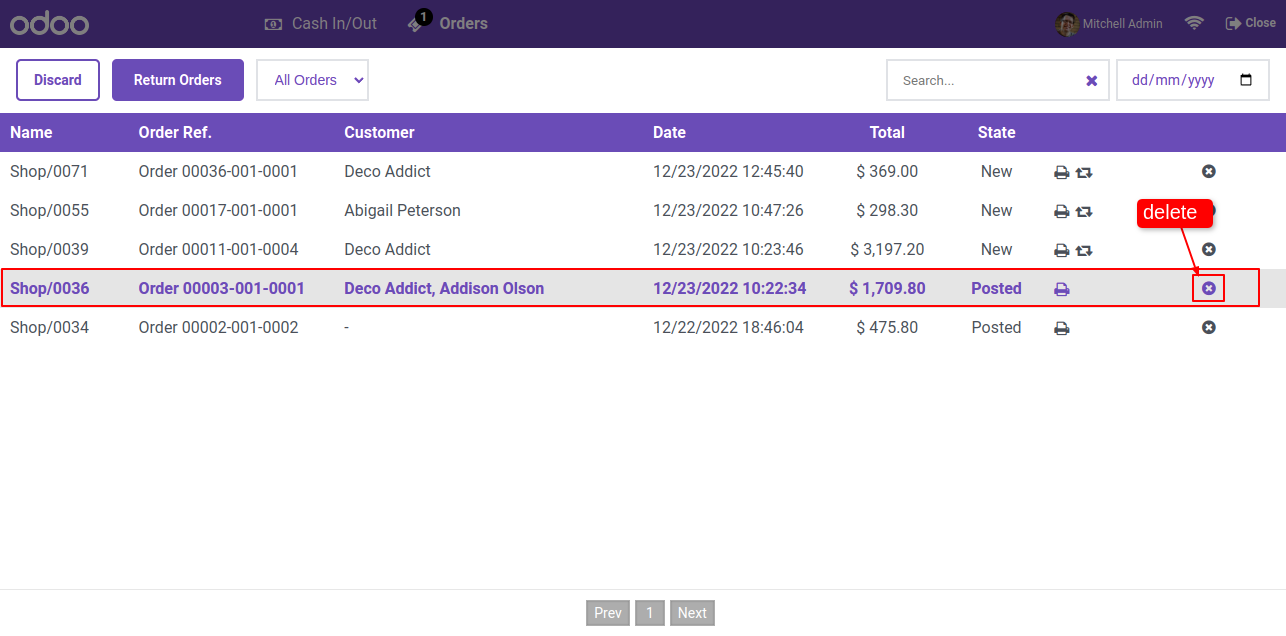 odoo Cash In/Out 1 Orders Mitchell Admin Close
Discard Return Orders All Orders Search... dd/mm/yyyy
Name Order Ref. Customer Date Total State
Shop/0071 Order 00036-001-0001 Deco Addict 12/23/2022 12:45:40 $ 369.00 New
Shop/0055 Order 00017-001-0001 Abigail Peterson 12/23/2022 10:47:26 $ 298.30 New
delete
Shop/0039 Order 00011-001-0004 Deco Addict 12/23/2022 10:23:46 $ 3,197.20 New
Shop/0036 Order 00003-001-0001 Deco Addict, Addison Olson 12/23/2022 10:22:34 $ 1,709.80 Posted
Shop/0034 Order 00002-001-0002 - 12/22/2022 18:46:04 $ 475.80 Posted
Prev 1 Next